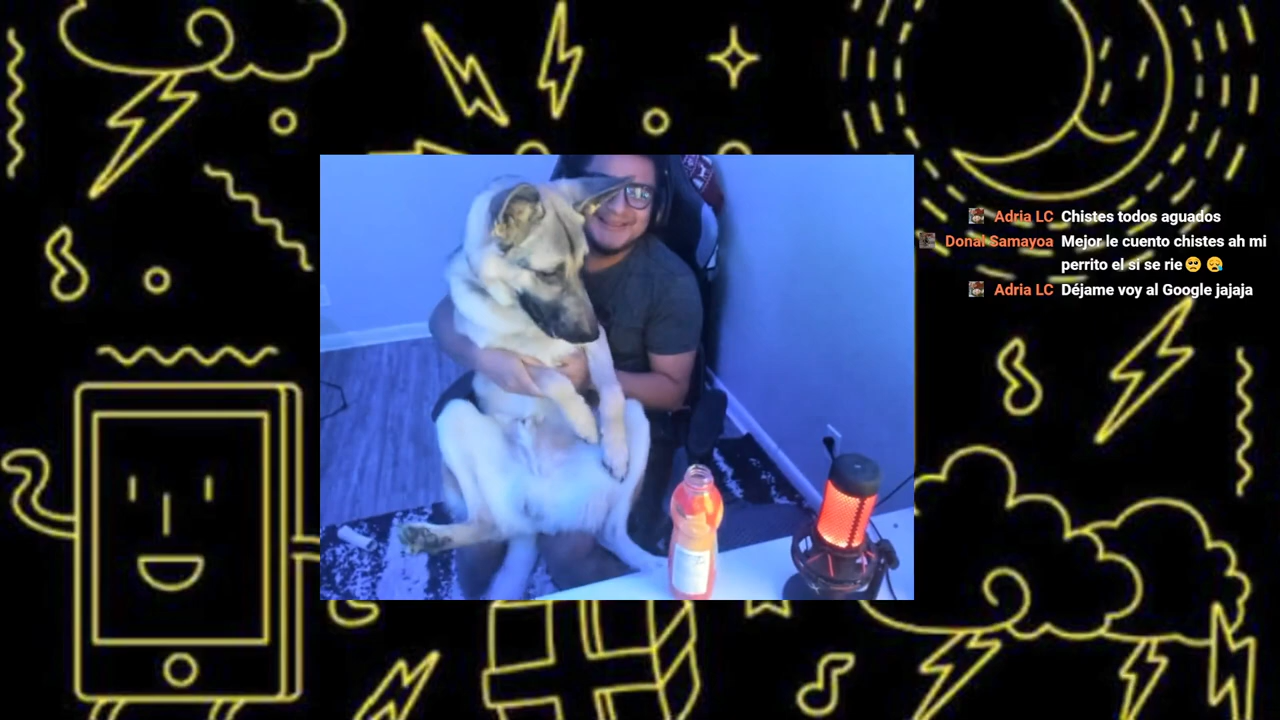 Adria LC Chistes todos aguados
Donal Samayoa Mejor le cuento chistes ah mi
perrito el si se rie🥺 😪
Adria LC Déjame voy al Google jajaja